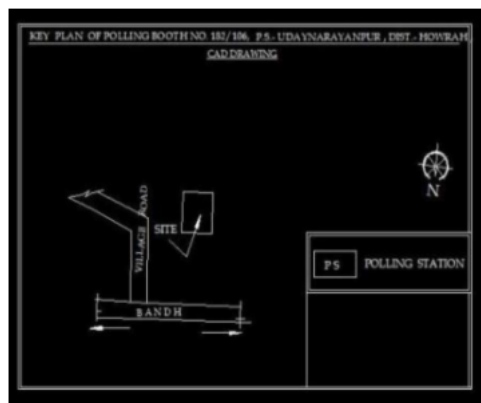 KEY PLAN OF POLLING BOOTH NO. 182/106, P.S.- UDAYNARAYANPUR, DIST.- HOWRAH
CAD DRAWING
N
VILLAGE ROAD
SITE
PS POLLING STATION
BANDH